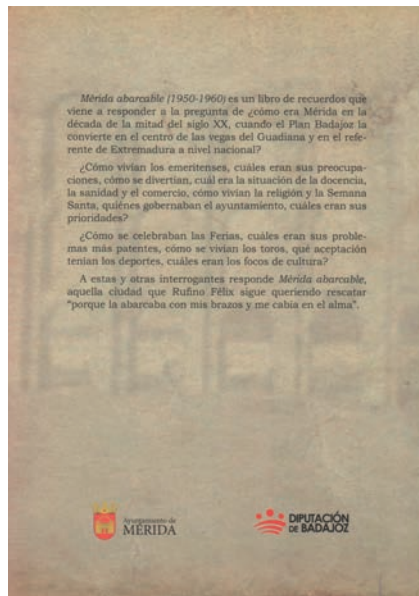 Mérida abarcable (1950-1960) es un libro de recuerdos que
viene a responder a la pregunta de ¿cómo era Mérida en la
década de la mitad del siglo XX, cuando el Plan Badajoz la
convierte en el centro de las vegas del Guadiana y en el refe-
rente de Extremadura a nivel nacional?
¿Cómo vivían los emeritenses, cuáles eran sus preocupa-
ciones, cómo se divertían, cuál era la situación de la docencia,
la sanidad y el comercio, cómo vivían la religión y la Semana
Santa, quiénes gobernaban el ayuntamiento, cuáles eran sus
prioridades?
¿Cómo se celebraban las Ferias, cuáles eran sus proble-
mas más patentes, cómo se vivían los toros, qué aceptación
tenían los deportes, cuáles eran los focos de cultura?
A estas y otras interrogantes responde Mérida abarcable,
aquella ciudad que Rufino Félix sigue queriendo rescatar
"porque la abarcaba con mis brazos y me cabía en el alma".
Ayuntamiento de
MÉRIDA
DIPUTACIÓN
DE BADAJOZ